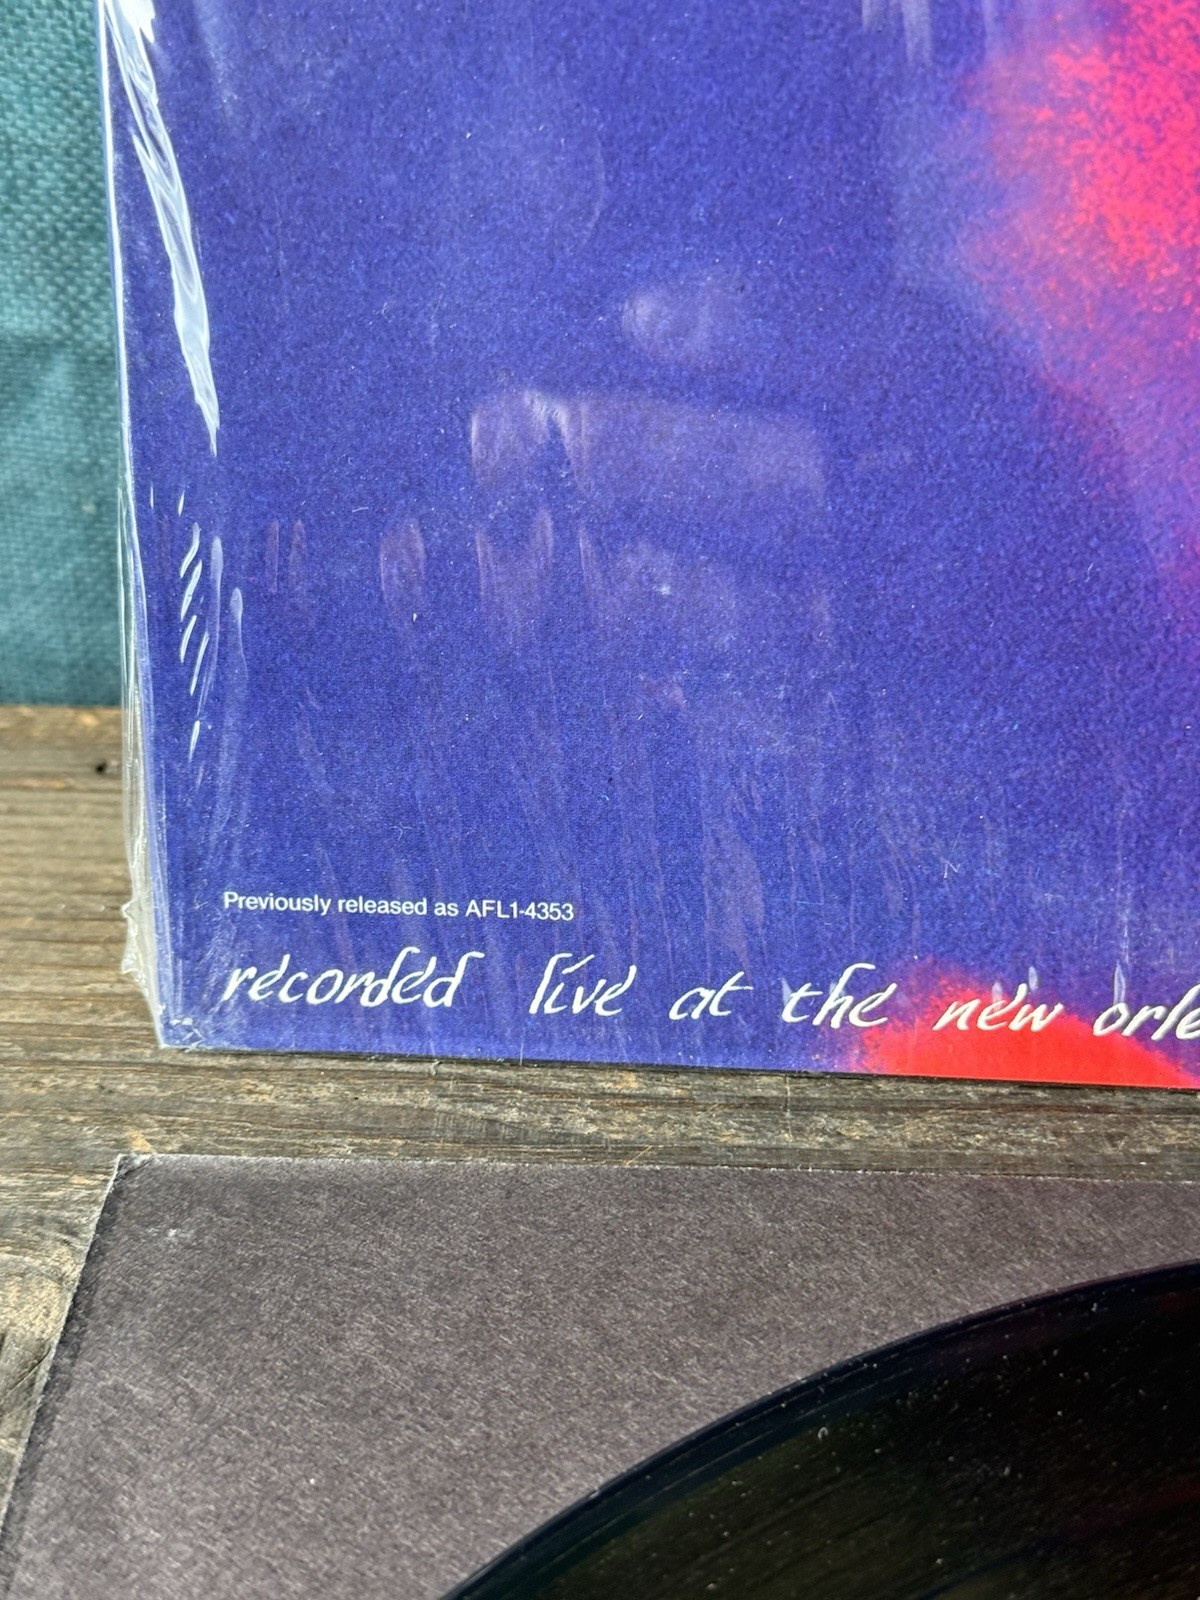 Previously released as AFL1-4353
recorded live at the new orle